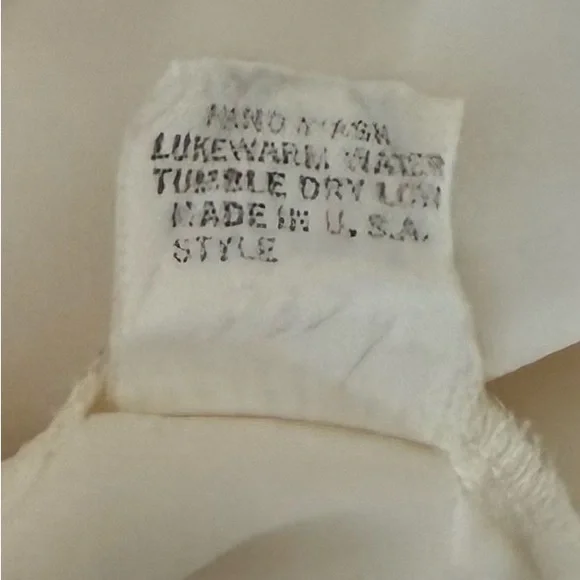 HAND WASH
LUKEWARM WATER
TUMBLE DRY LOW
MADE IN U.S.A.
STYLE